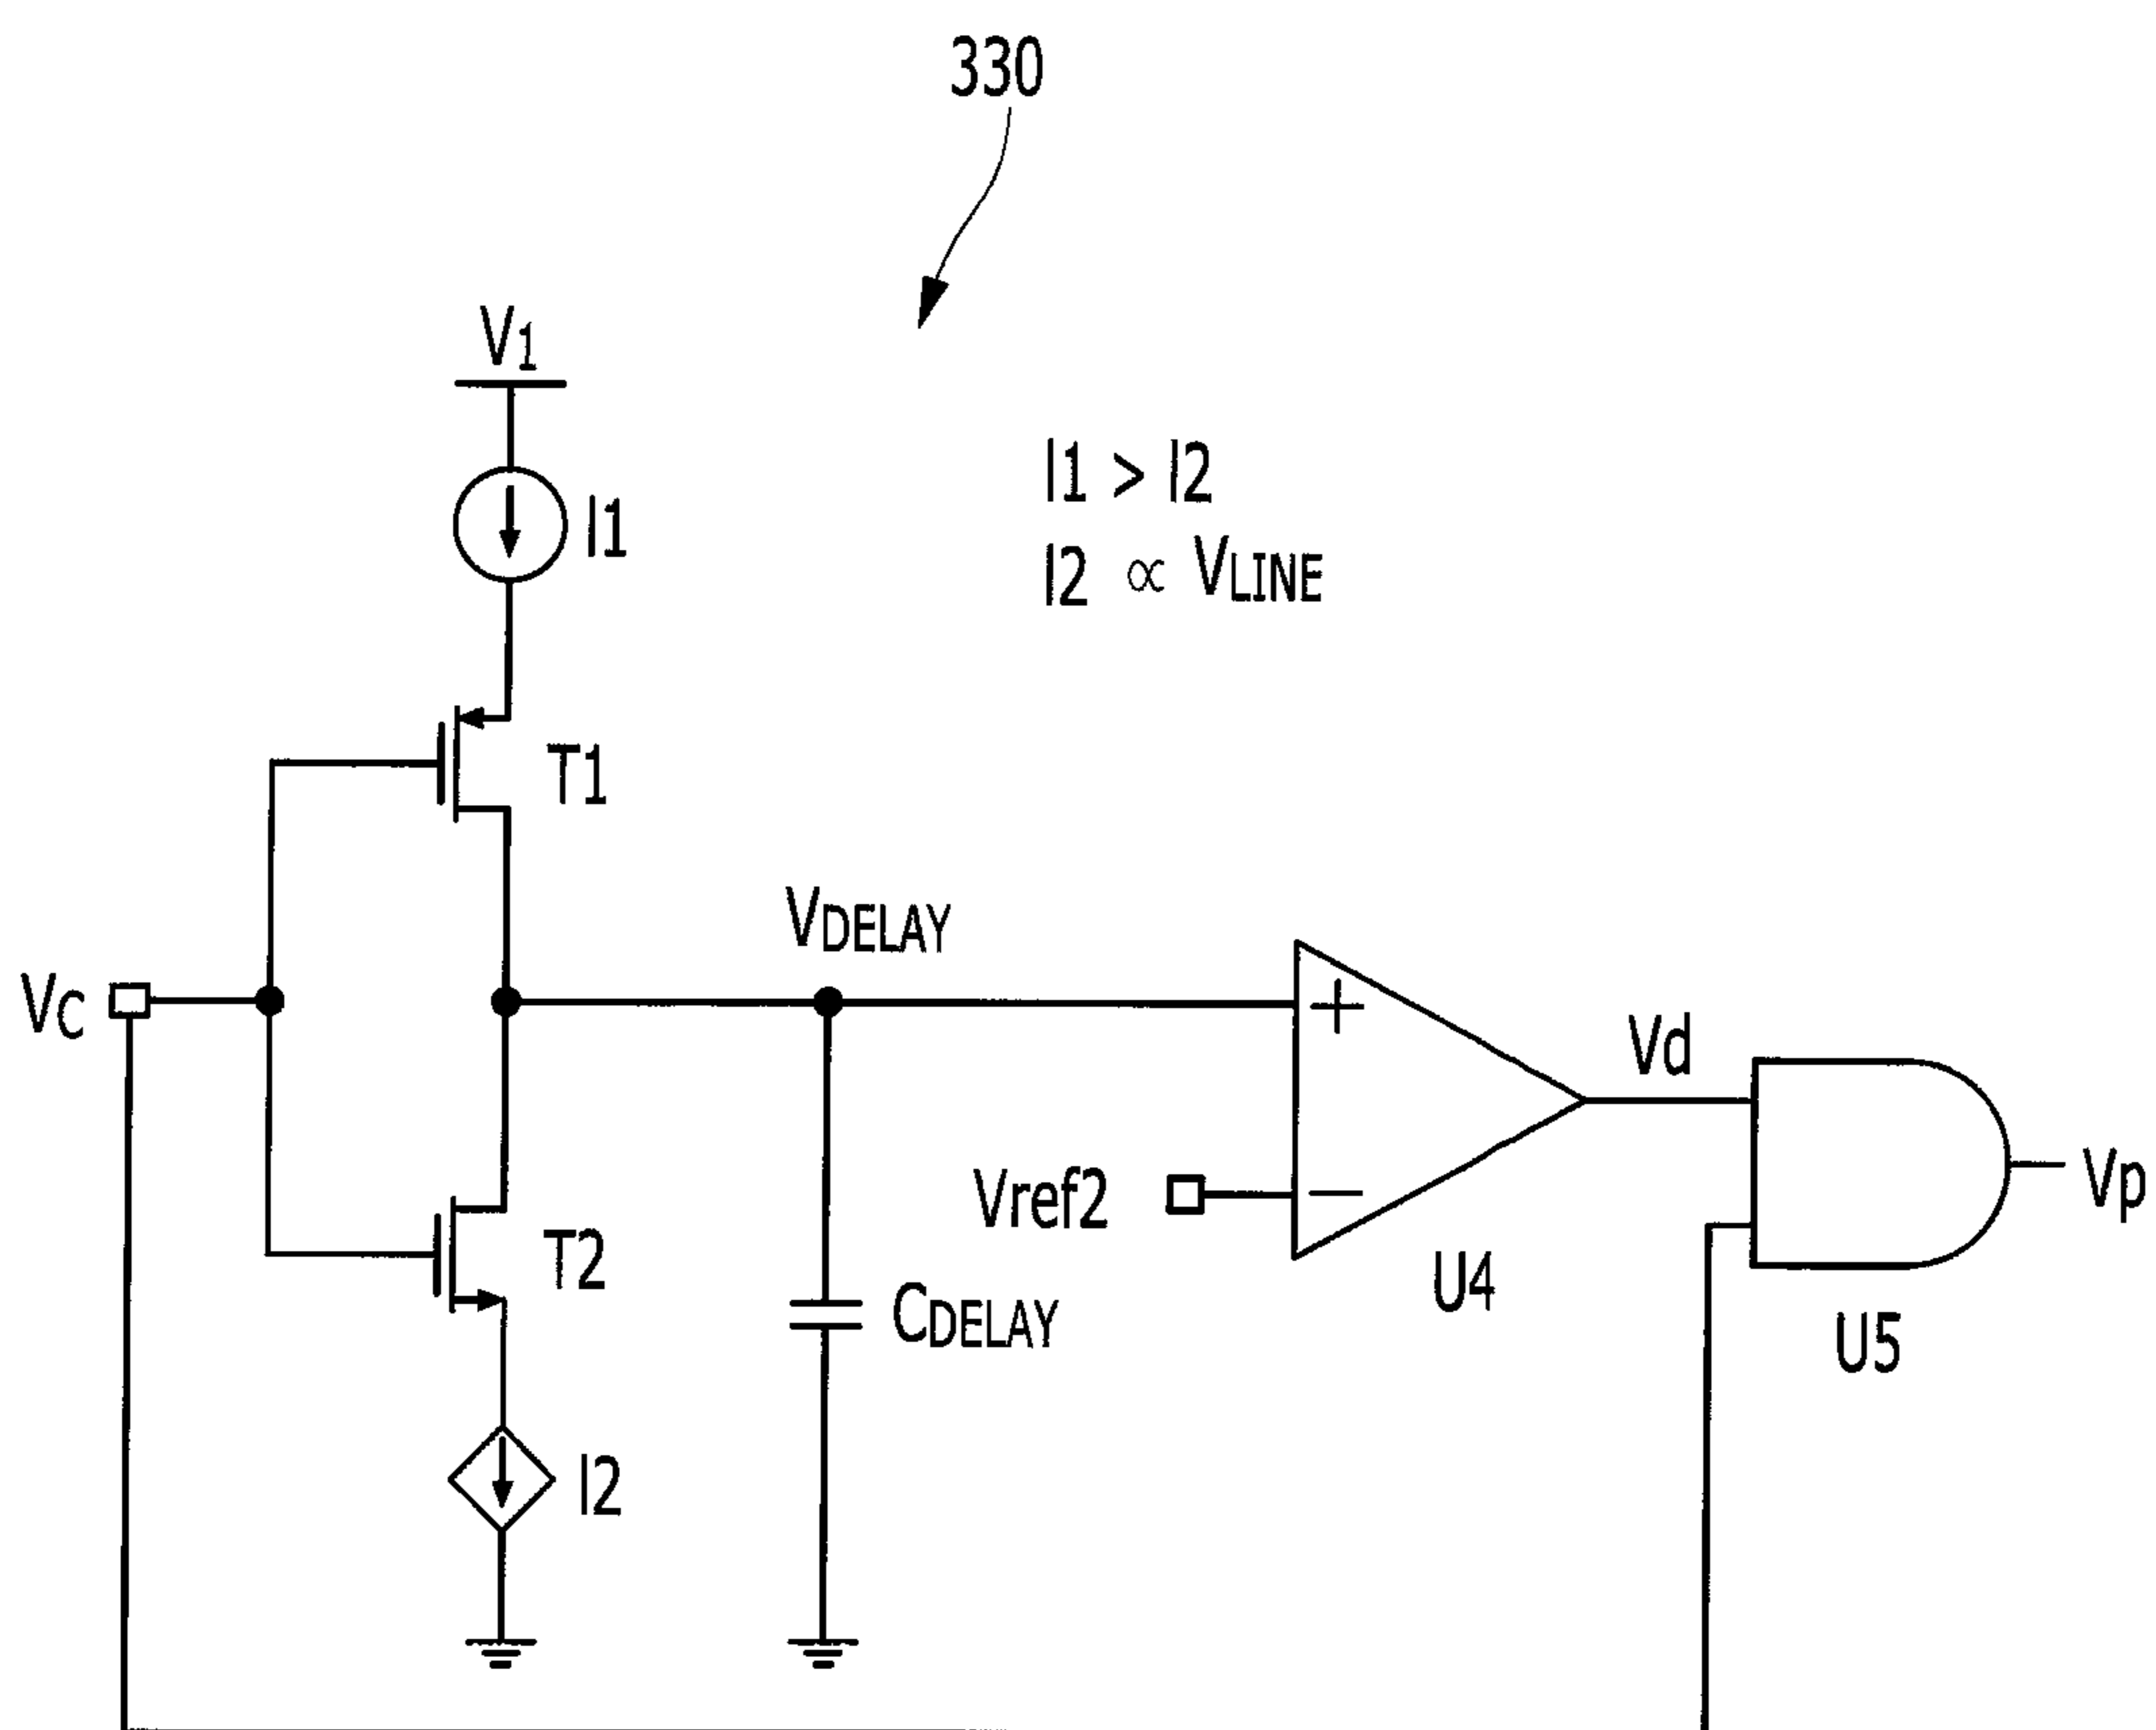 330
V1
I1
I1 > I2
I2 ∝ VLINE
T1
VDELAY
VC
+
Vd
Vref2
−
Vp
T2
U4
CDELAY
U5
I2